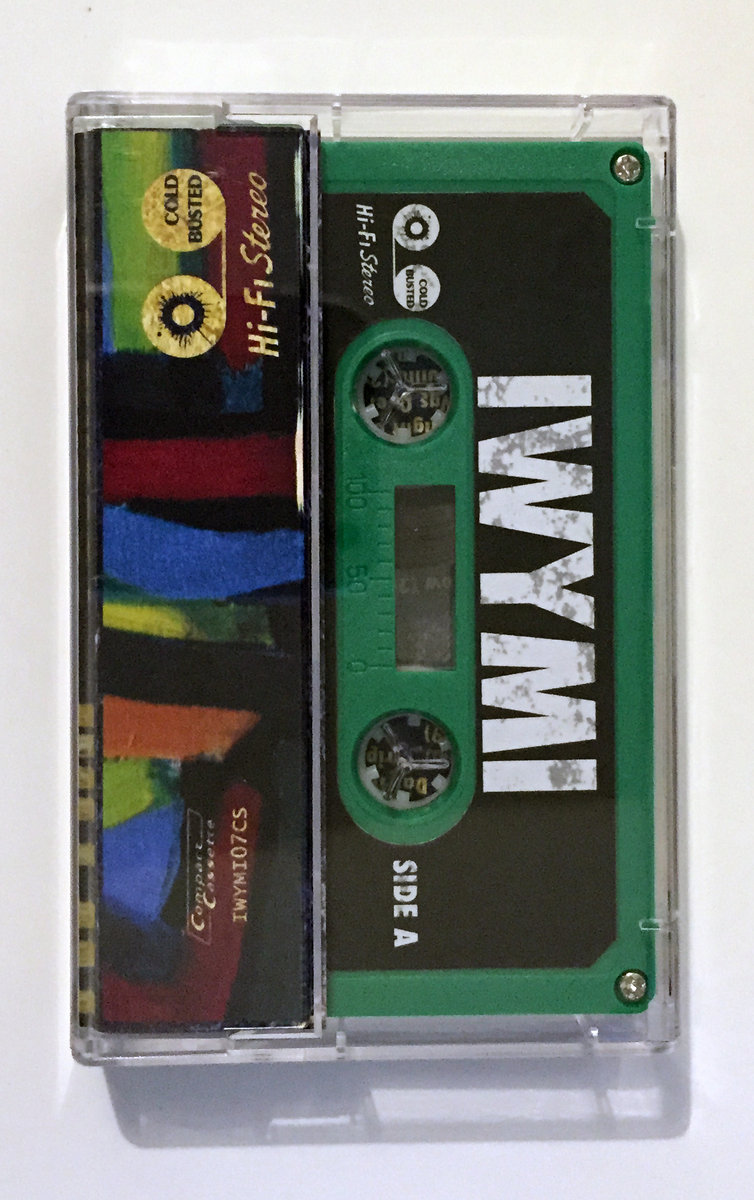 COLD
BUSTED
Hi-Fi Stereo
Compact
Cassette
IWYMI07CS
Hi-Fi Stereo
COLD
BUSTED
IWYMI
100 50 0
SIDE A